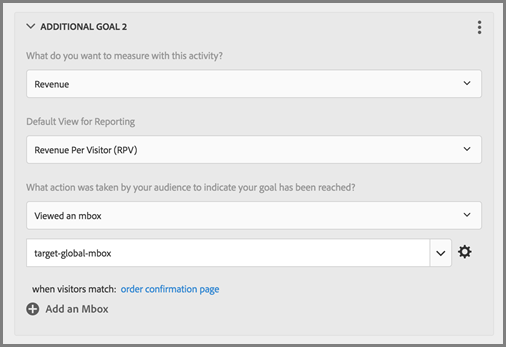 ADDITIONAL GOAL 2
What do you want to measure with this activity?
Revenue
Default View for Reporting
Revenue Per Visitor (RPV)
What action was taken by your audience to indicate your goal has been reached?
Viewed an mbox
target-global-mbox
when visitors match: order confirmation page
Add an Mbox